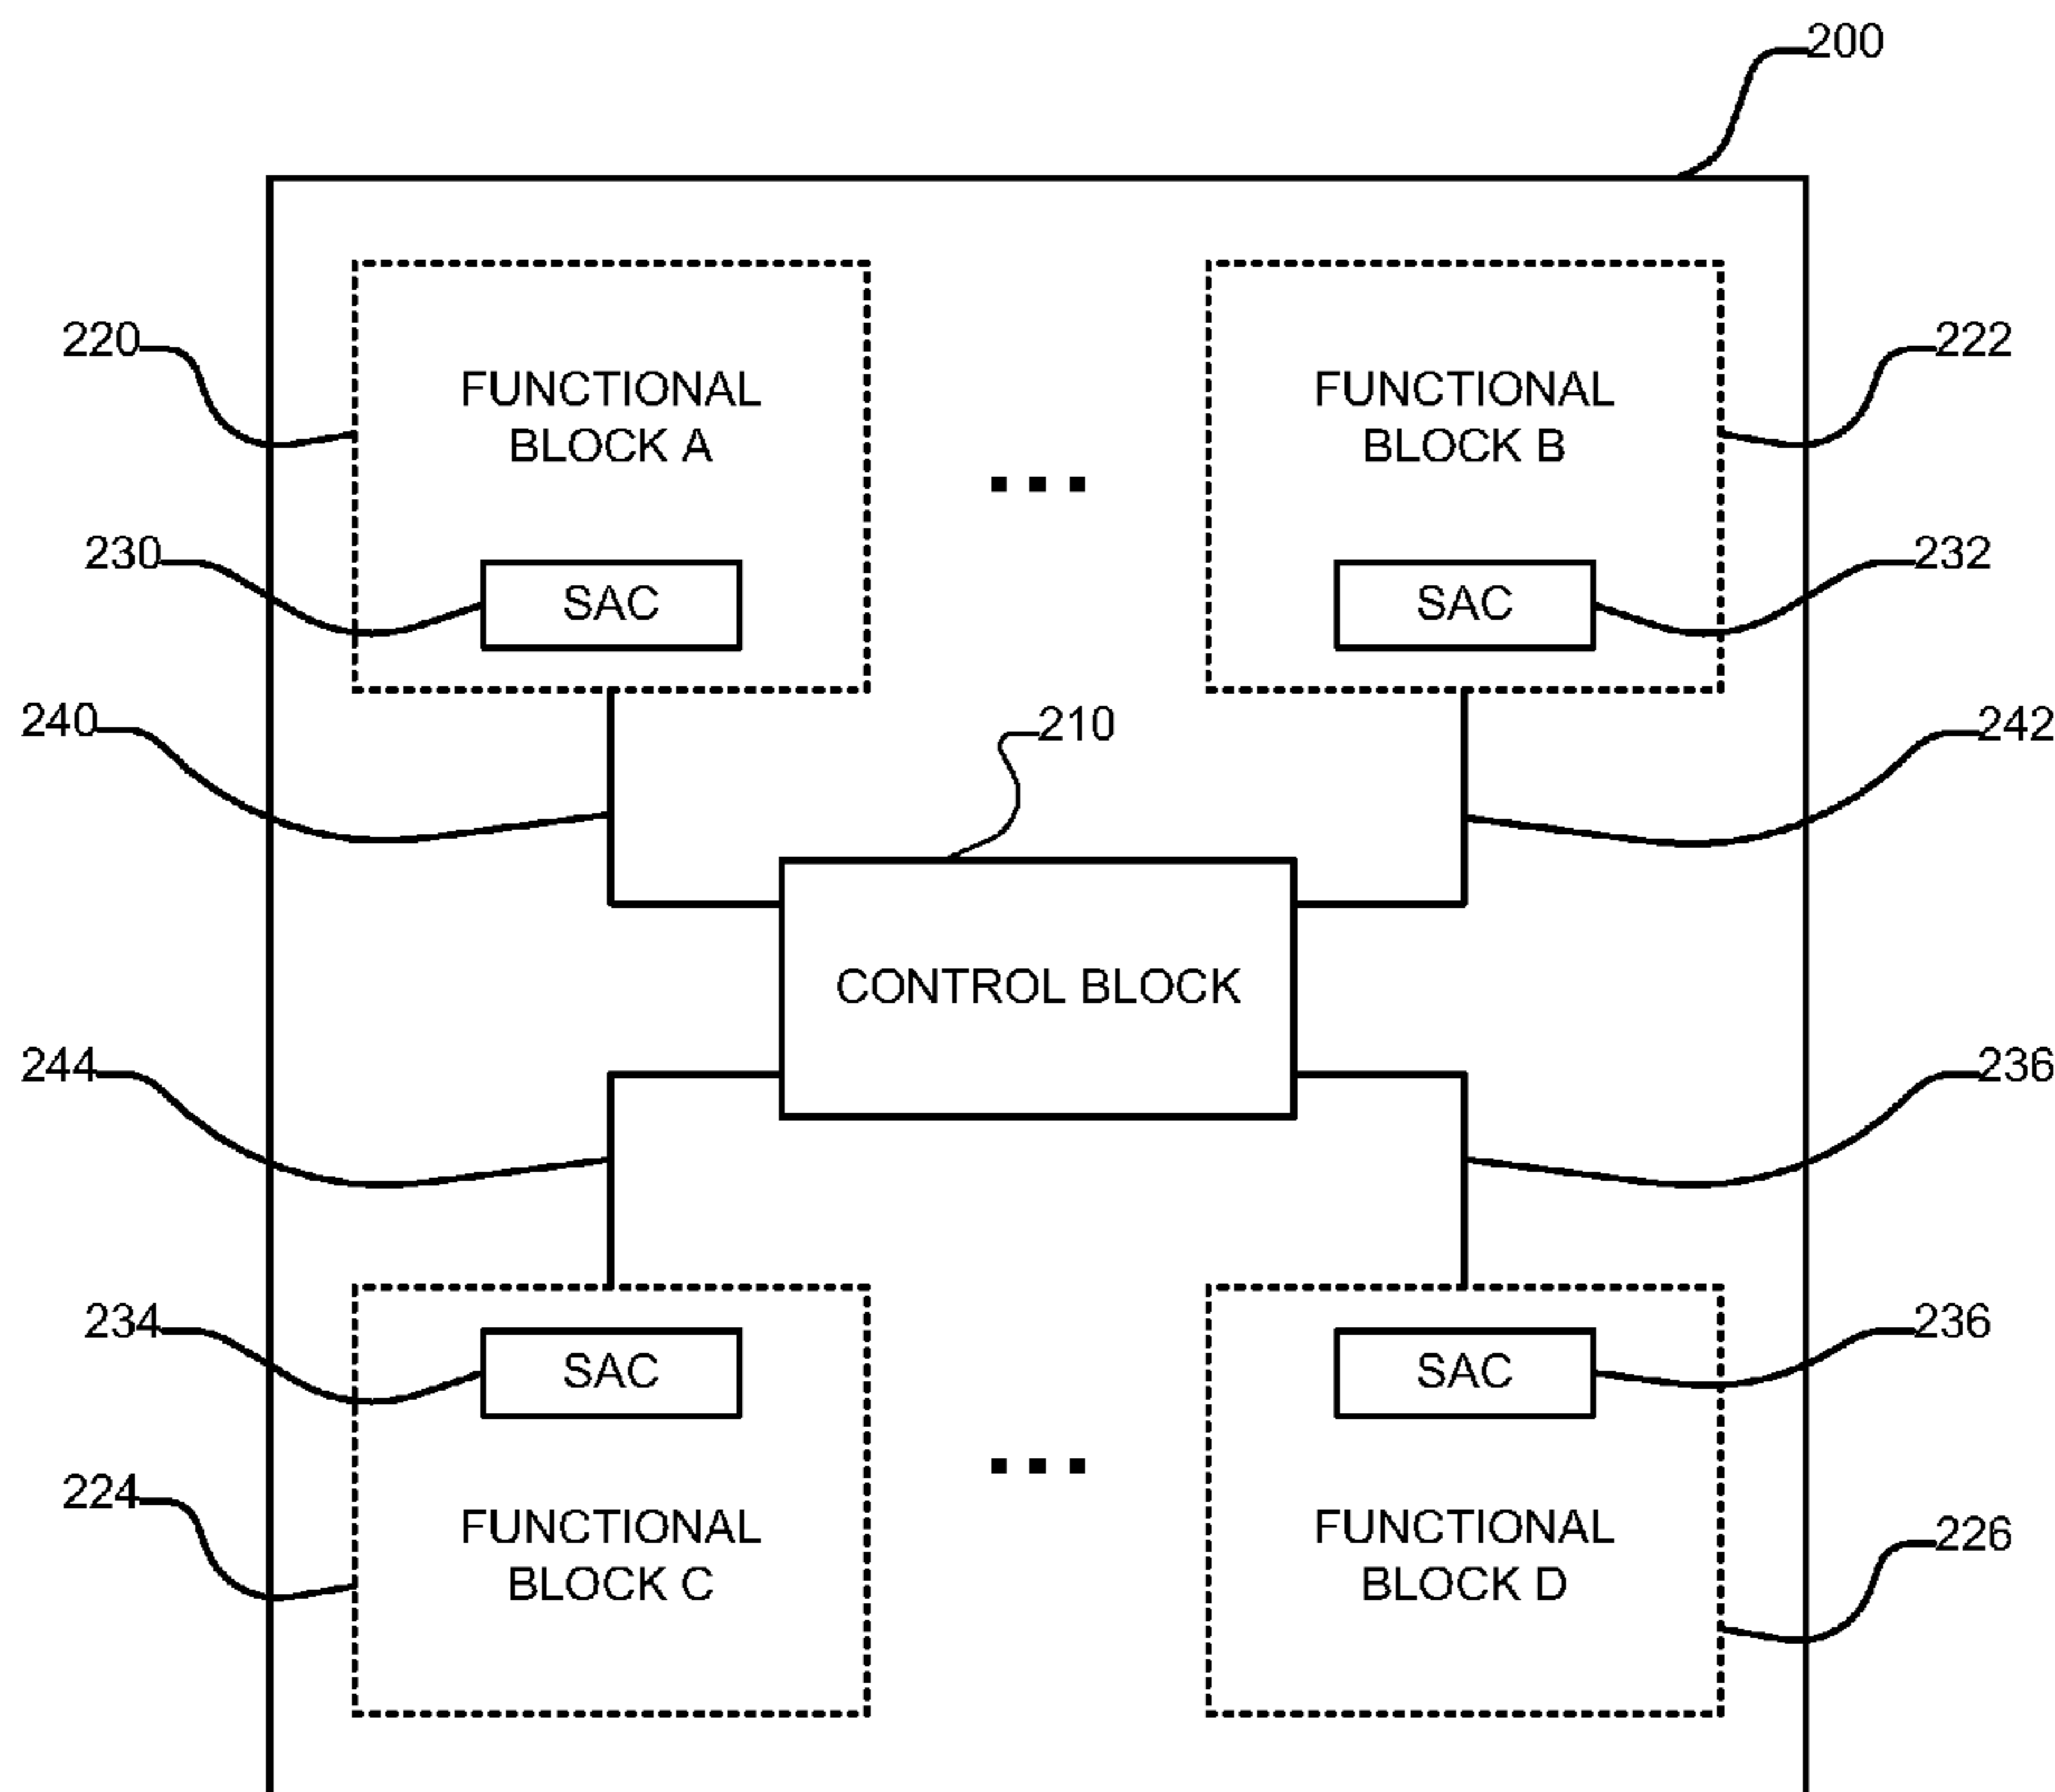 200
220
FUNCTIONAL
BLOCK A
FUNCTIONAL
BLOCK B
222
230
SAC
SAC
232
240
210
242
CONTROL BLOCK
244
236
234
SAC
SAC
236
224
FUNCTIONAL
BLOCK C
FUNCTIONAL
BLOCK D
226